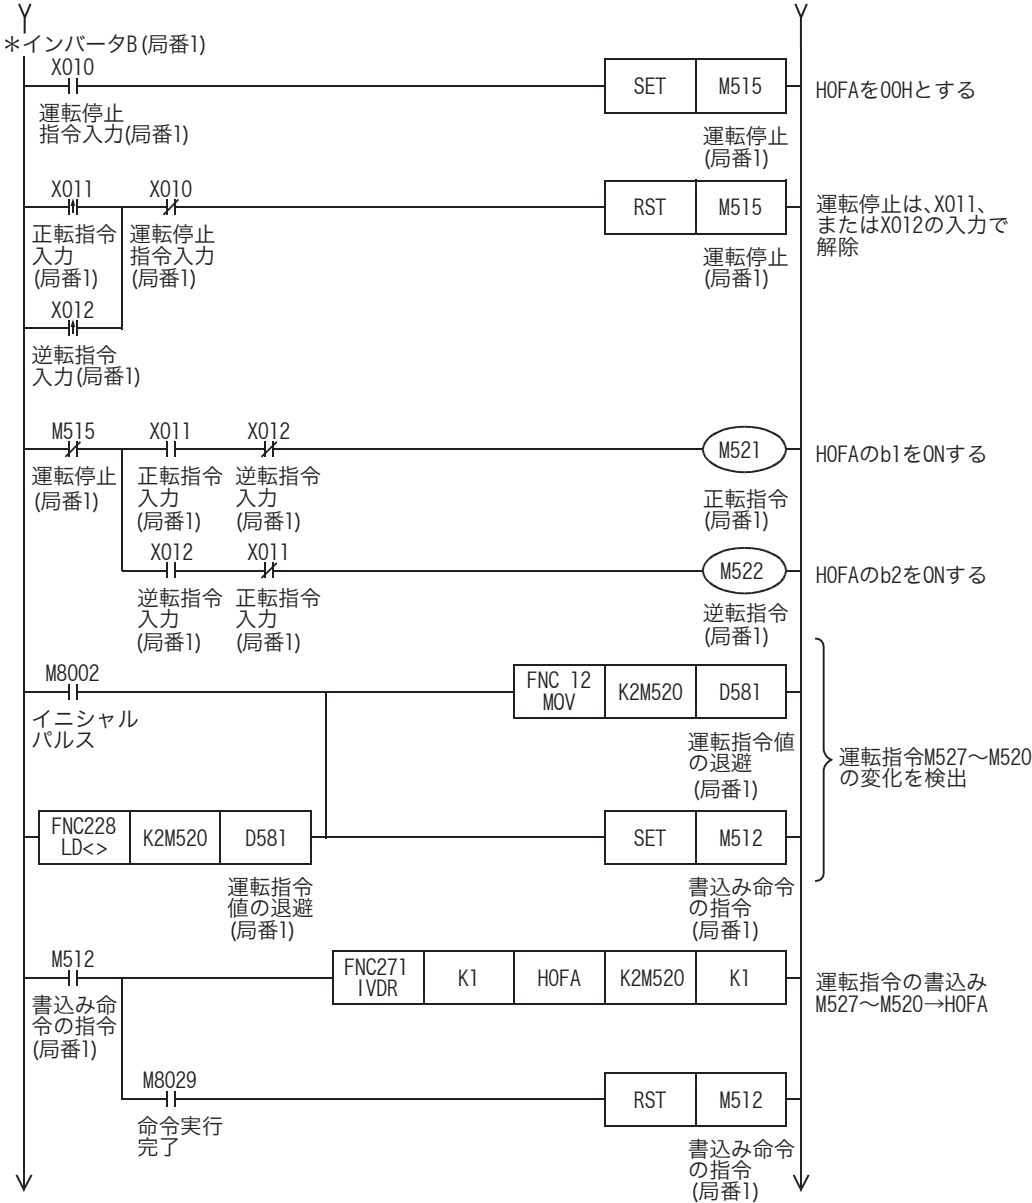 *インバータB(局番1)
X010
SET
M515
H0FAを00Hとする
運転停止
指令入力(局番1)
運転停止
(局番1)
X011
X010
RST
M515
運転停止は、X011、
またはX012の入力で
解除
正転指令
入力
(局番1)
運転停止
指令入力
(局番1)
運転停止
(局番1)
X012
逆転指令
入力(局番1)
M515
X011
X012
M521
H0FAのb1をONする
運転停止
(局番1)
正転指令
入力
(局番1)
逆転指令
入力
(局番1)
正転指令
(局番1)
X012
X011
M522
H0FAのb2をONする
逆転指令
入力
(局番1)
正転指令
入力
(局番1)
逆転指令
(局番1)
M8002
FNC 12
MOV
K2M520
D581
イニシャル
パルス
運転指令値
の退避
(局番1)
運転指令M527～M520
の変化を検出
FNC228
LD<>
K2M520
D581
SET
M512
運転指令
値の退避
(局番1)
書込み命令
の指令
(局番1)
M512
FNC271
IVDR
K1
H0FA
K2M520
K1
運転指令の書込み
M527～M520→H0FA
書込み命
令の指令
(局番1)
M8029
RST
M512
命令実行
完了
書込み命令
の指令
(局番1)